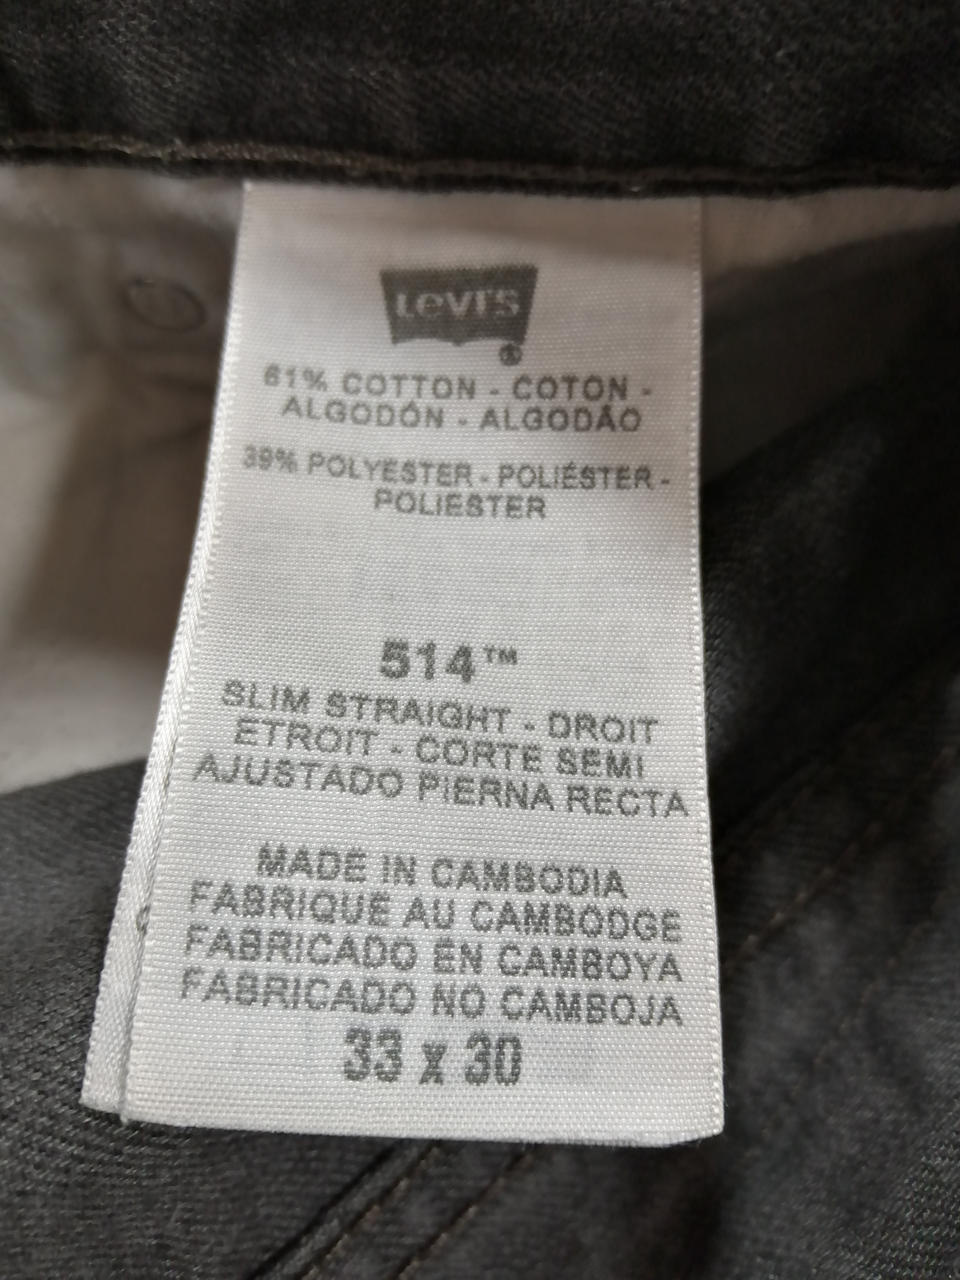 LEVI'S
®
61% COTTON - COTON -
ALGODÓN - ALGODÃO
39% POLYESTER - POLIÉSTER -
POLIESTER
514™
SLIM STRAIGHT - DROIT
ETROIT - CORTE SEMI
AJUSTADO PIERNA RECTA
MADE IN CAMBODIA
FABRIQUÉ AU CAMBODGE
FABRICADO EN CAMBOYA
FABRICADO NO CAMBOJA
33 x 30